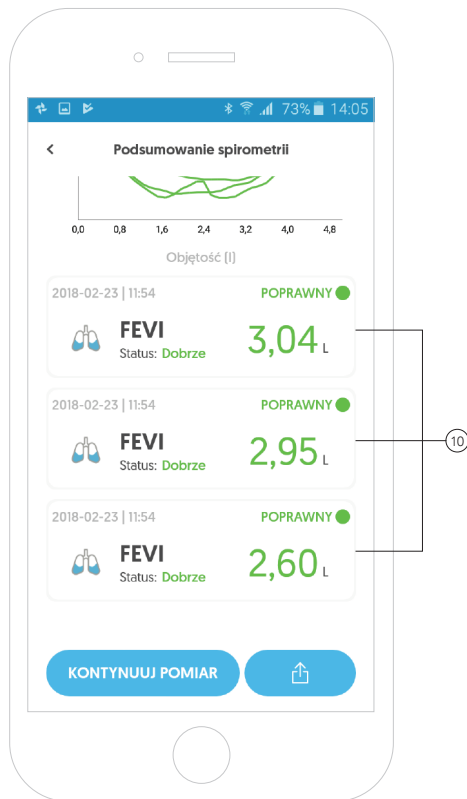 73% 14:05
Podsumowanie spirometrii
0,0 0,8 1,6 2,4 3,2 4,0 4,8
Objętość (l)
2018-02-23 | 11:54 POPRAWNY
FEVI
Status: Dobrze
3,04 L
2018-02-23 | 11:54 POPRAWNY
FEVI
Status: Dobrze
2,95 L
2018-02-23 | 11:54 POPRAWNY
FEVI
Status: Dobrze
2,60 L
10
KONTYNUUJ POMIAR